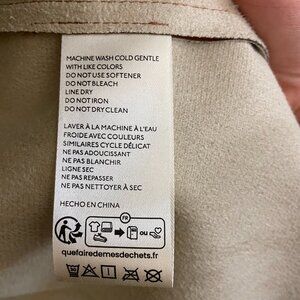 MACHINE WASH COLD GENTLE
WITH LIKE COLORS
DO NOT USE SOFTENER
DO NOT BLEACH
LINE DRY
DO NOT IRON
DO NOT DRY CLEAN
LAVER À LA MACHINE À L'EAU
FROIDE AVEC COULEURS
SIMILAIRES CYCLE DÉLICAT
NE PAS ADOUCISSANT
NE PAS BLANCHIR
LIGNE SEC
NE PAS REPASSER
NE PAS NETTOYER À SEC
HECHO EN CHINA
FR
OU
quefairedemesdechets.fr